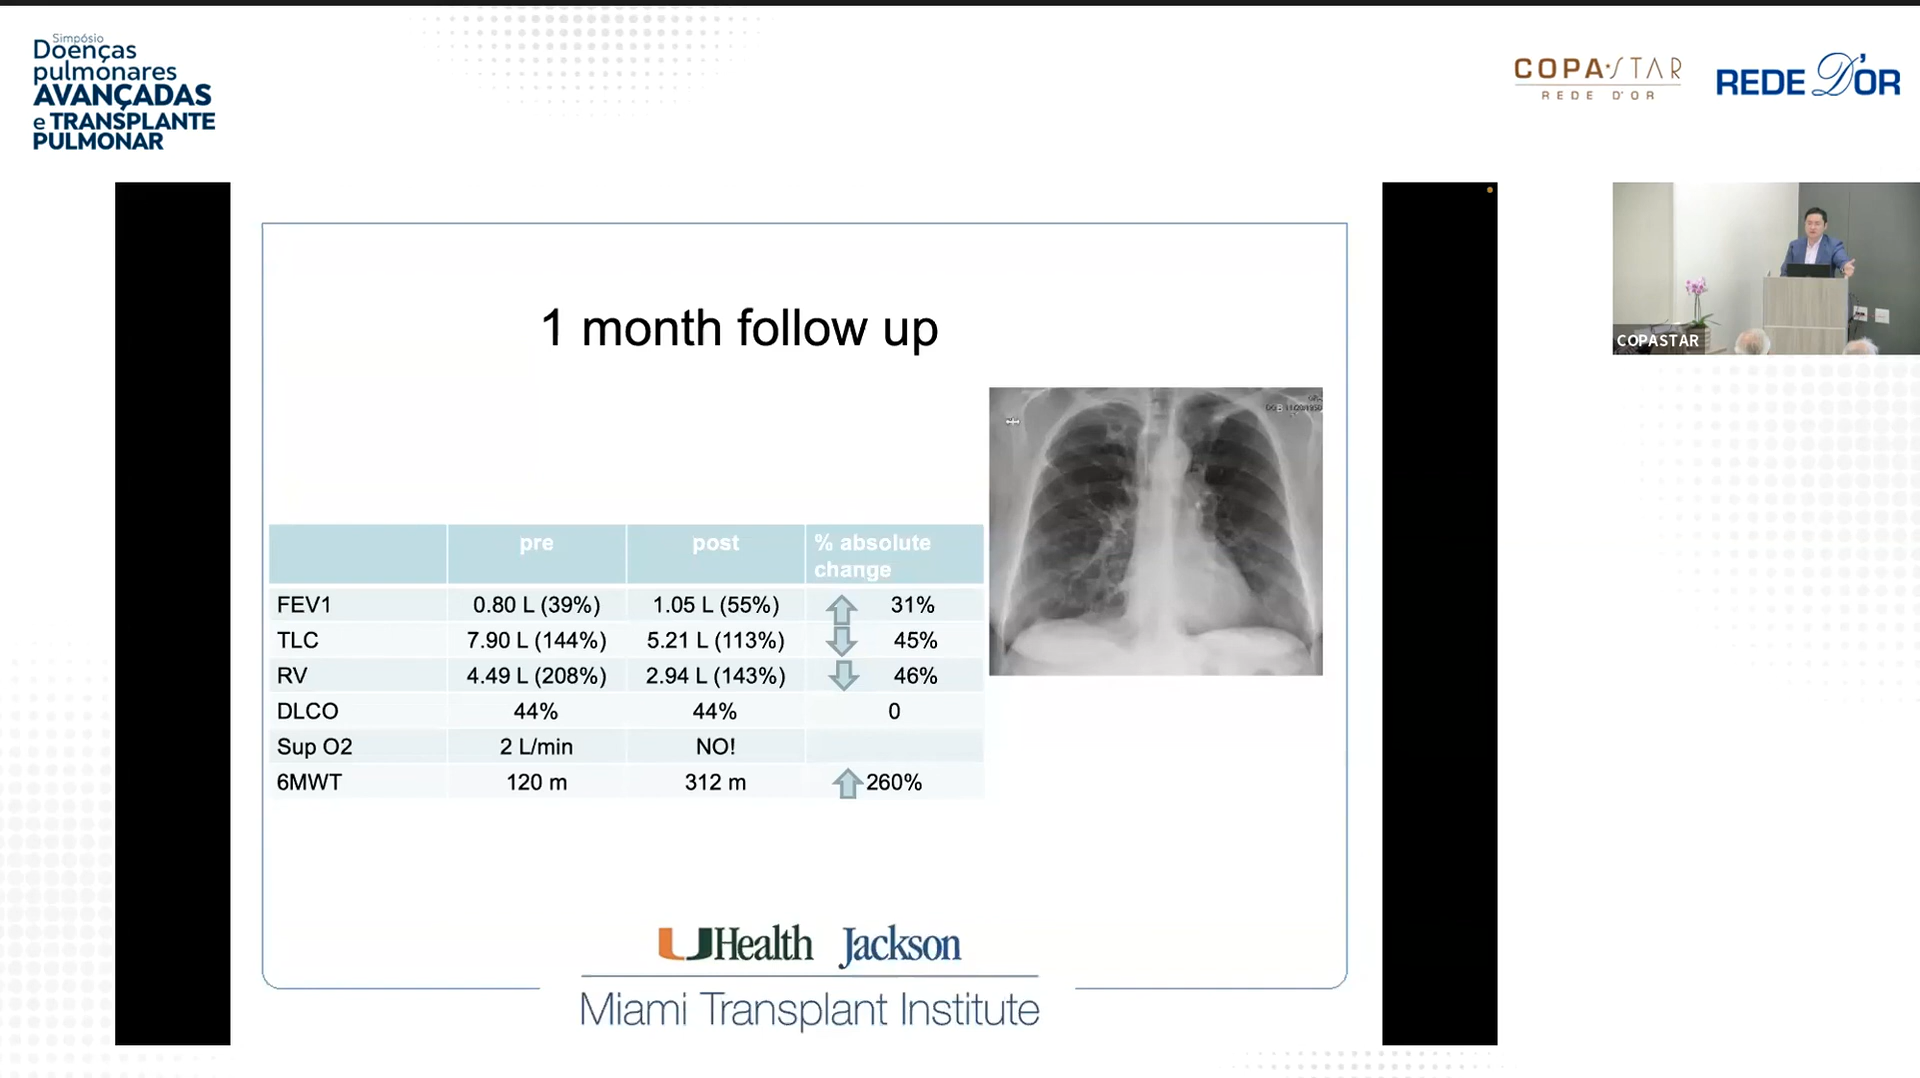 Simpósio
Doenças
pulmonares
AVANÇADAS
e TRANSPLANTE
PULMONAR
COPA STAR
REDE D'OR
REDE D'OR
COPASTAR
1 month follow up
pre post % absolute change
FEV1 0.80 L (39%) 1.05 L (55%) 31%
TLC 7.90 L (144%) 5.21 L (113%) 45%
RV 4.49 L (208%) 2.94 L (143%) 46%
DLCO 44% 44% 0
Sup O2 2 L/min NO!
6MWT 120 m 312 m 260%
UHealth Jackson
Miami Transplant Institute